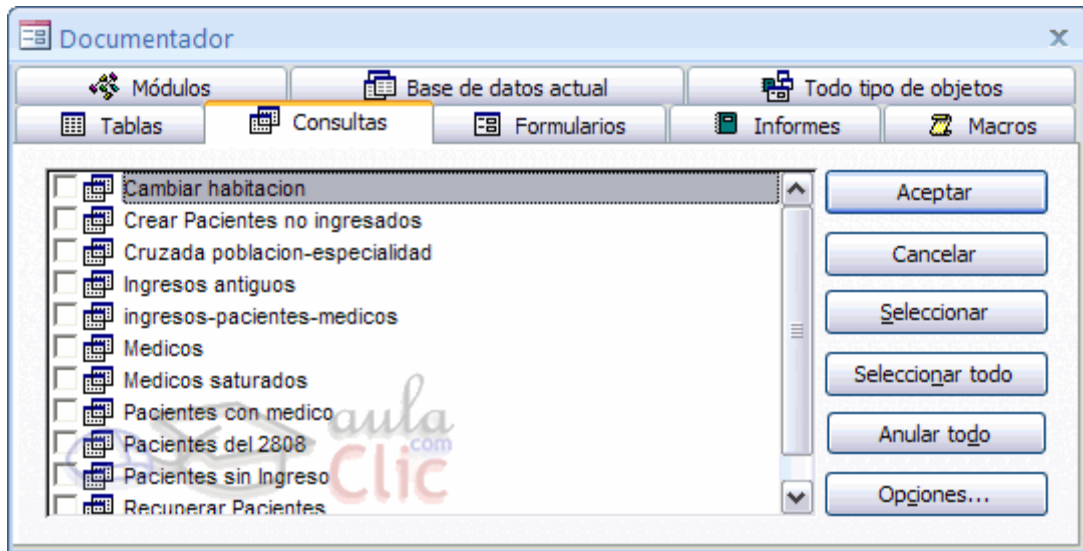 Documentador
Módulos
Base de datos actual
Todo tipo de objetos
Tablas
Consultas
Formularios
Informes
Macros
Cambiar habitacion
Crear Pacientes no ingresados
Cruzada poblacion-especialidad
Ingresos antiguos
ingresos-pacientes-medicos
Medicos
Medicos saturados
Pacientes con medico
Pacientes del 2808
Pacientes sin Ingreso
Recuperar Pacientes
Aceptar
Cancelar
Seleccionar
Seleccionar todo
Anular todo
Opciones...
aula
Clic
.com